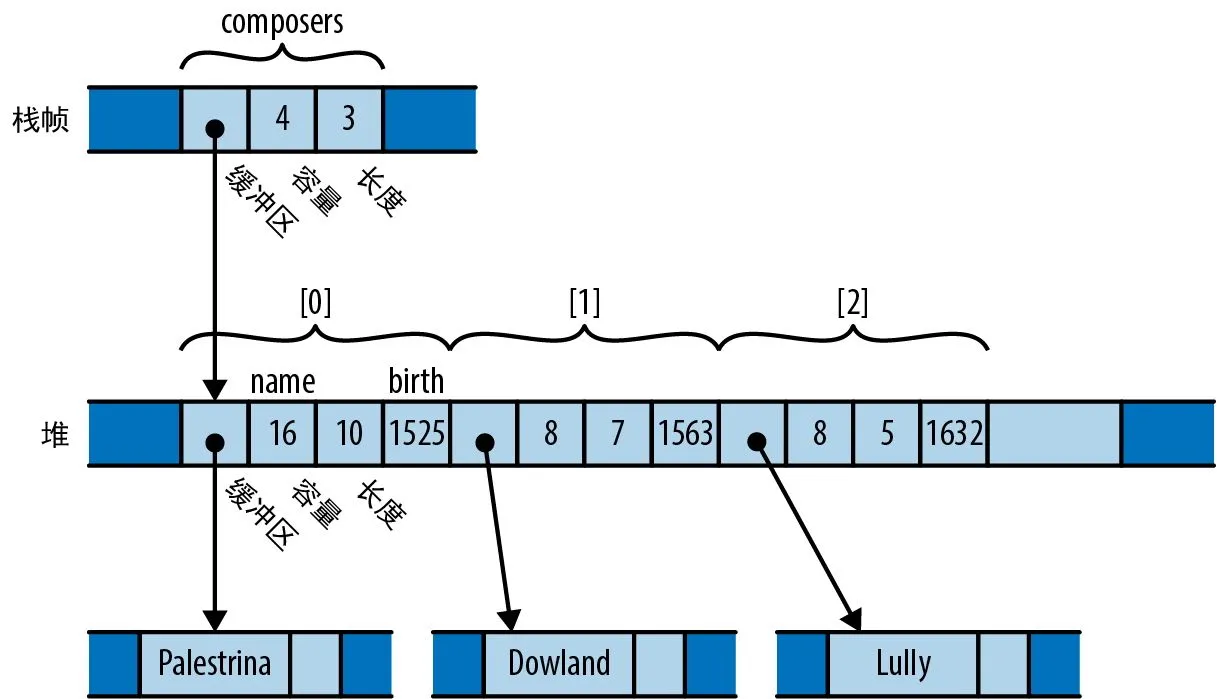 composers
栈帧 4 3
缓冲区 容量 长度
[0] [1] [2]
name birth
堆 16 10 1525 8 7 1563 8 5 1632
缓冲区 容量 长度
Palestrina Dowland Lully